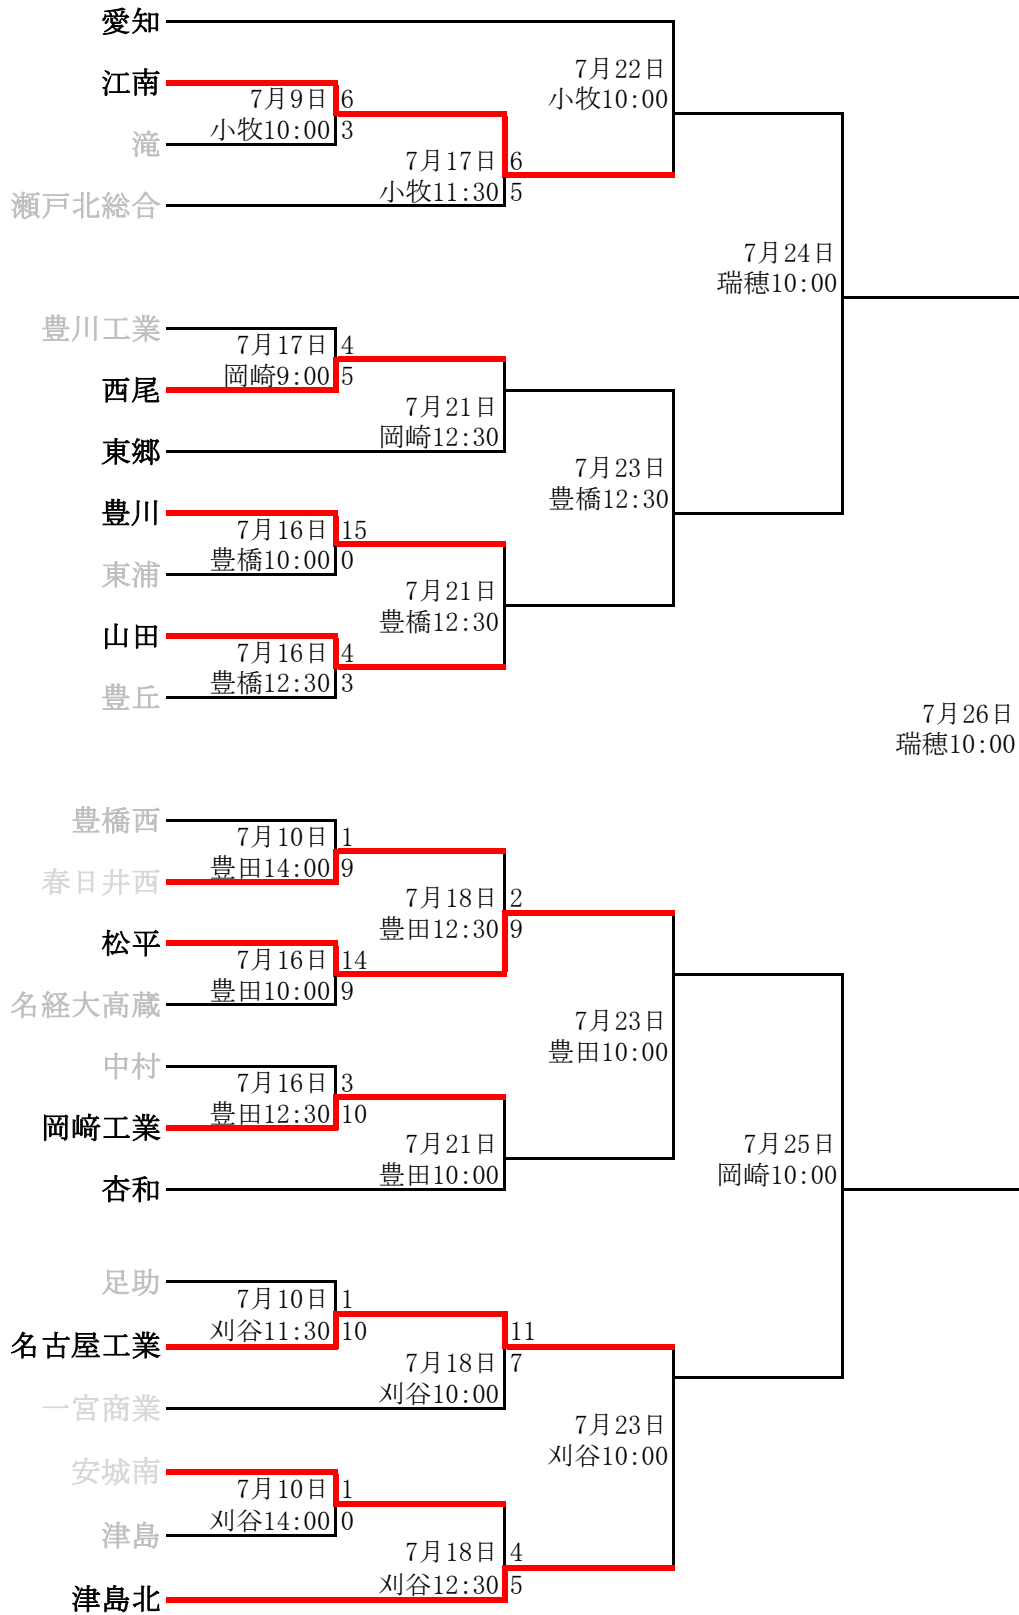 愛知
7月22日
小牧10:00
江南
7月9日 6
小牧10:00 3
滝
7月17日 6
小牧11:30 5
瀬戸北総合
7月24日
瑞穂10:00
豊川工業
7月17日 4
岡崎9:00 5
西尾
7月21日
岡崎12:30
東郷
7月23日
豊橋12:30
豊川
7月16日 15
豊橋10:00 0
東浦
7月21日
豊橋12:30
山田
7月16日 4
豊橋12:30 3
豊丘
7月26日
瑞穂10:00
豊橋西
7月10日 1
豊田14:00 9
春日井西
7月18日 2
豊田12:30 9
松平
7月16日 14
豊田10:00 9
名経大高蔵
7月23日
豊田10:00
中村
7月16日 3
豊田12:30 10
岡﨑工業
7月21日
豊田10:00
杏和
7月25日
岡崎10:00
足助
7月10日 1
刈谷11:30 10
名古屋工業
11
7月18日 7
刈谷10:00
一宮商業
7月23日
刈谷10:00
安城南
7月10日 1
刈谷14:00 0
津島
7月18日 4
刈谷12:30 5
津島北